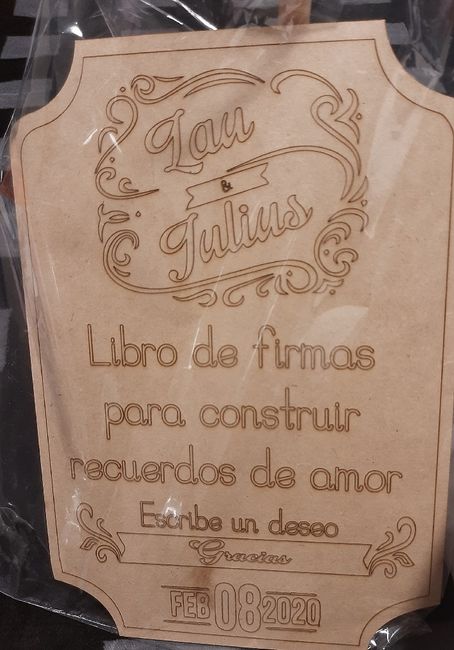 Lau
&
Julius
Libro de firmas
para construir
recuerdos de amor
Escribe un deseo
Gracias
FEB 08 2020